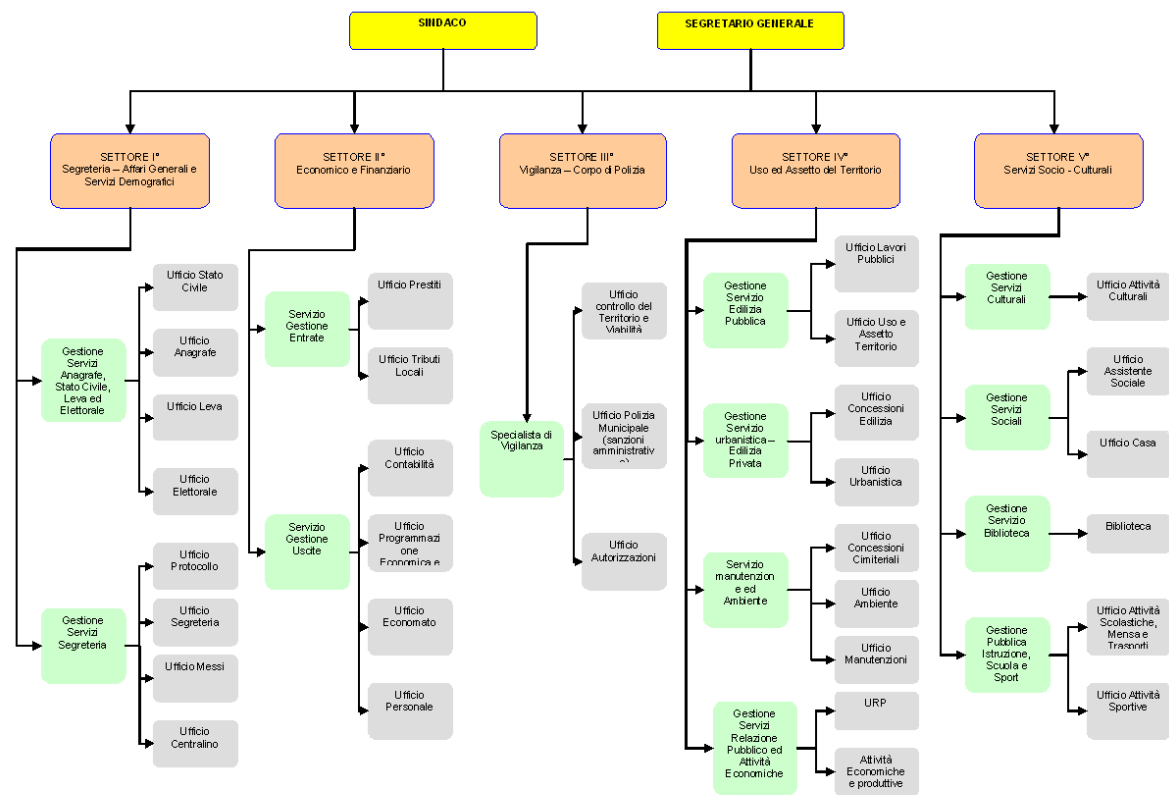 SINDACO
SEGRETARIO GENERALE
SETTORE I°
Segreteria – Affari Generali e
Servizi Demografici
SETTORE II°
Economico e Finanziario
SETTORE III°
Vigilanza – Corpo di Polizia
SETTORE IV°
Uso ed Assetto del Territorio
SETTORE V°
Servizi Socio - Culturali
Gestione
Servizi
Anagrafe,
Stato Civile,
Leva ed
Elettorale
Ufficio Stato
Civile
Ufficio
Anagrafe
Ufficio Leva
Ufficio
Elettorale
Gestione
Servizi
Segreteria
Ufficio
Protocollo
Ufficio
Segreteria
Ufficio Messi
Ufficio
Centralino
Servizio
Gestione
Entrate
Ufficio Prestiti
Ufficio Tributi
Locali
Servizio
Gestione
Uscite
Ufficio
Contabilità
Ufficio
Programmazi
one
Economica e
Ufficio
Economato
Ufficio
Personale
Specialista di
Vigilanza
Ufficio
controllo del
Territorio e
Viabilità
Ufficio Polizia
Municipale
(sanzioni
amministrativ
Ufficio
Autorizzazioni
Gestione
Servizio
Edilizia
Pubblica
Ufficio Lavori
Pubblici
Ufficio Uso e
Assetto
Territorio
Gestione
Servizio
urbanistica –
Edilizia
Privata
Ufficio
Concessioni
Edilizia
Ufficio
Urbanistica
Servizio
manutenzion
e ed
Ambiente
Ufficio
Concessioni
Cimiteriali
Ufficio
Ambiente
Ufficio
Manutenzioni
Gestione
Servizi
Relazione
Pubblico ed
Attività
Economiche
URP
Attività
Economiche
e produttive
Gestione
Servizi
Culturali
Ufficio Attività
Culturali
Gestione
Servizi
Sociali
Ufficio
Assistente
Sociale
Ufficio Casa
Gestione
Servizio
Biblioteca
Biblioteca
Gestione
Pubblica
Istruzione,
Scuola e
Sport
Ufficio Attività
Scolastiche,
Mensa e
Trasporti
Ufficio Attività
Sportive